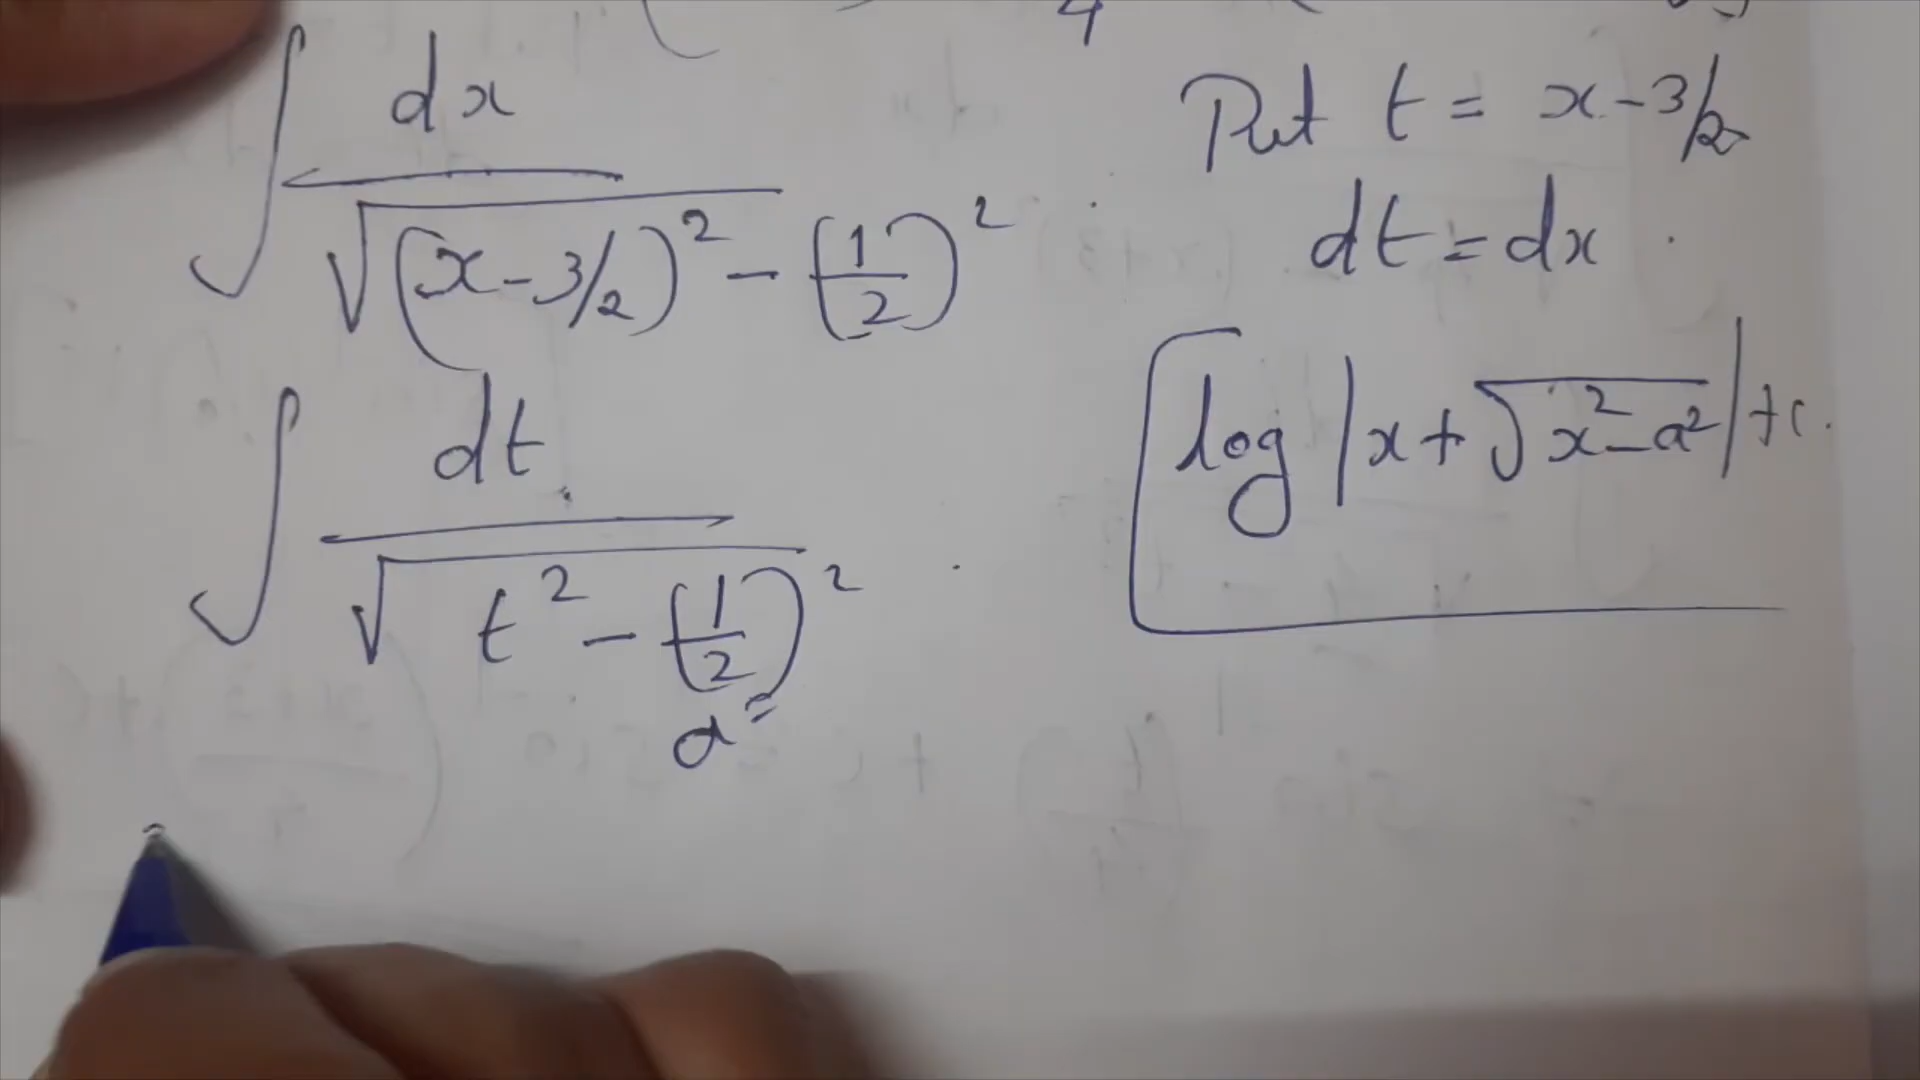 ∫ dx / √((x - 3/2)² - (1/2)²)
Put t = x - 3/2
dt = dx
∫ dt / √(t² - (1/2)²)
a =
log |x + √(x² - a²)| + c.